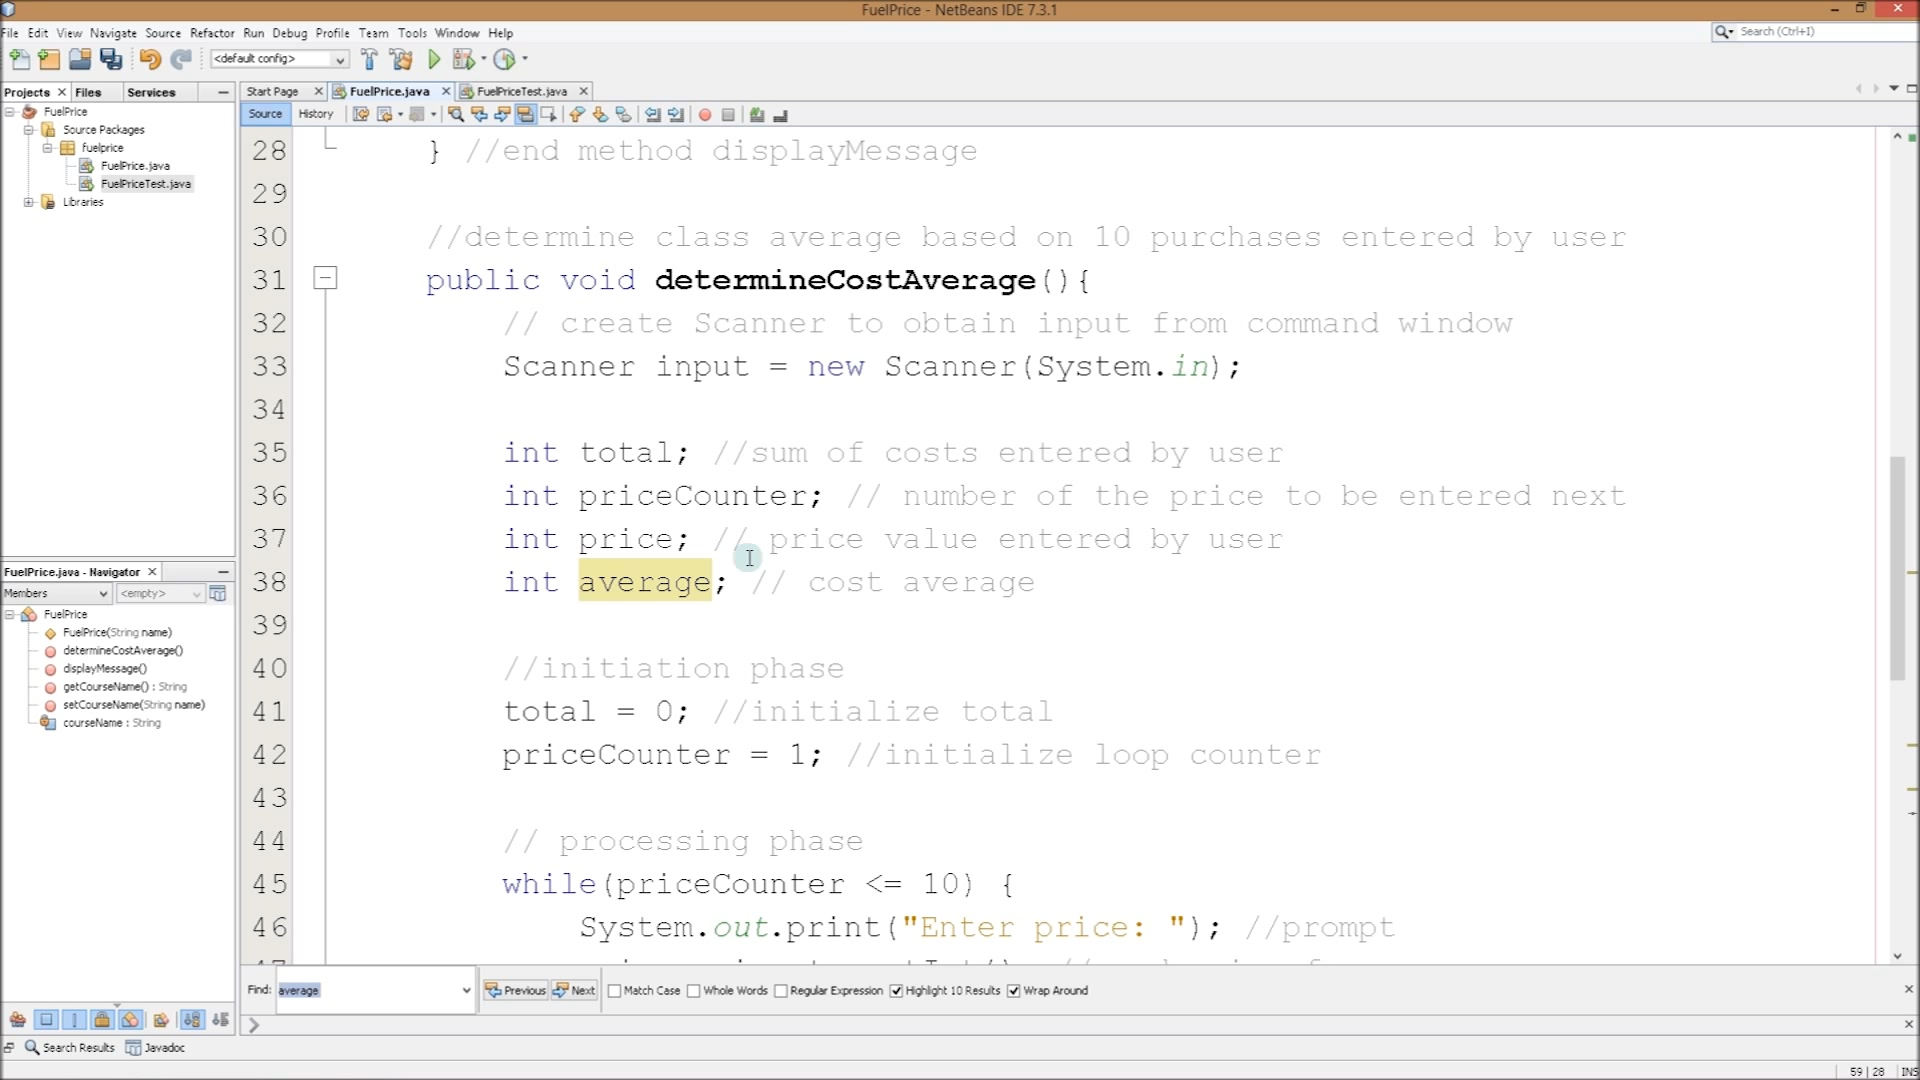 FuelPrice - NetBeans IDE 7.3.1
File Edit View Navigate Source Refactor Run Debug Profile Team Tools Window Help
Search (Ctrl+I)
<default config>
Projects Files Services
Start Page FuelPrice.java FuelPriceTest.java
Source History
FuelPrice
Source Packages
fuelprice
FuelPrice.java
FuelPriceTest.java
Libraries
28 } //end method displayMessage
29
30 //determine class average based on 10 purchases entered by user
31 public void determineCostAverage(){
32 // create Scanner to obtain input from command window
33 Scanner input = new Scanner(System.in);
34
35 int total; //sum of costs entered by user
36 int priceCounter; // number of the price to be entered next
37 int price; // price value entered by user
38 int average; // cost average
39
40 //initiation phase
41 total = 0; //initialize total
42 priceCounter = 1; //initialize loop counter
43
44 // processing phase
45 while(priceCounter <= 10) {
46 System.out.print("Enter price: "); //prompt
FuelPrice.java - Navigator
Members <empty>
FuelPrice
FuelPrice(String name)
determineCostAverage()
displayMessage()
getCourseName() : String
setCourseName(String name)
courseName : String
Find: average Previous Next Match Case Whole Words Regular Expression Highlight 10 Results Wrap Around
Search Results Javadoc
59 | 28 INS